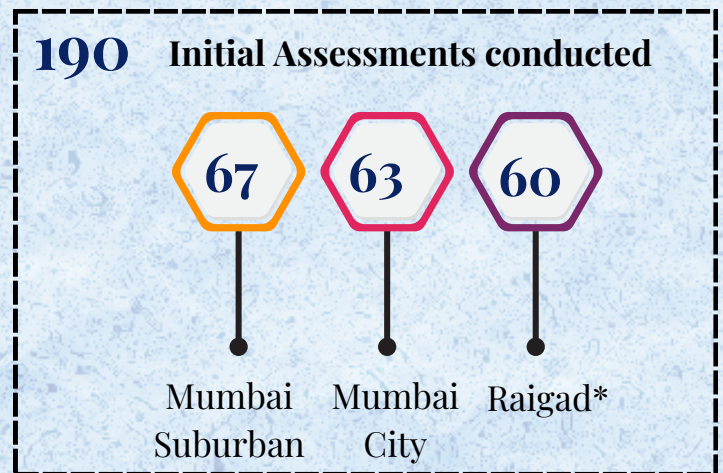 190 Initial Assessments conducted
67 63 60
Mumbai Mumbai Raigad*
Suburban City